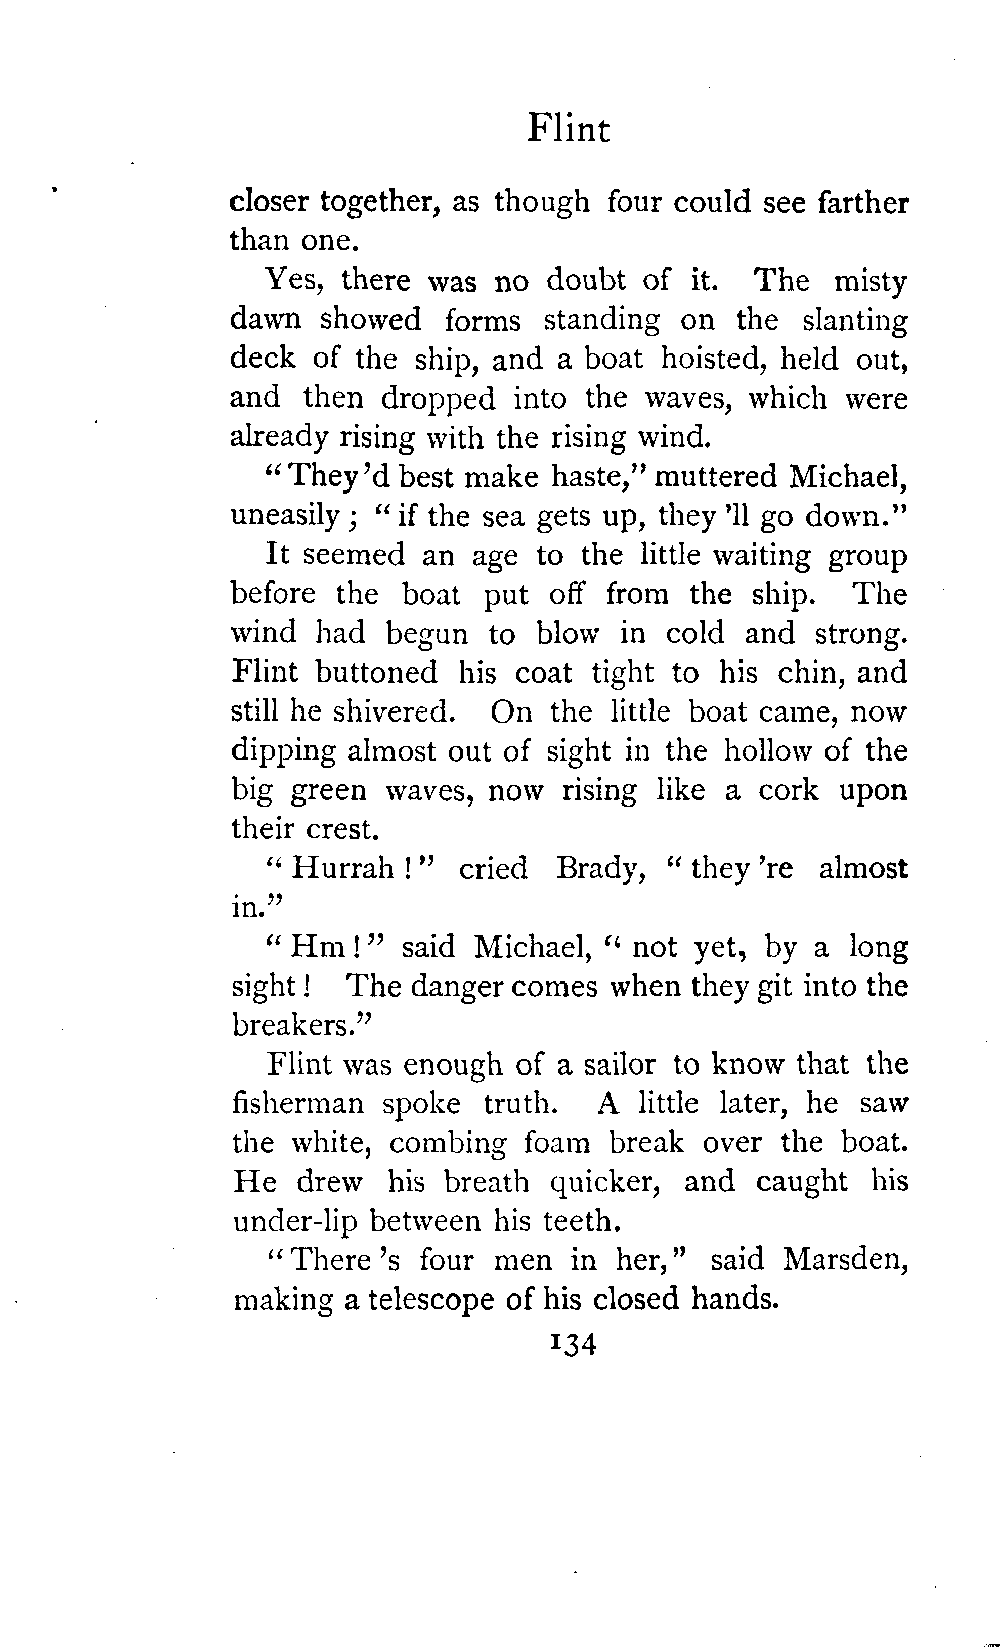 Flint
closer together, as though four could see farther
than one.
Yes, there was no doubt of it. The misty
dawn showed forms standing on the slanting
deck of the ship, and a boat hoisted, held out,
and then dropped into the waves, which were
already rising with the rising wind.
"They'd best make haste," muttered Michael,
uneasily; "if the sea gets up, they'll go down."
It seemed an age to the little waiting group
before the boat put off from the ship. The
wind had begun to blow in cold and strong.
Flint buttoned his coat tight to his chin, and
still he shivered. On the little boat came, now
dipping almost out of sight in the hollow of the
big green waves, now rising like a cork upon
their crest.
"Hurrah!" cried Brady, "they're almost
in."
"Hm!" said Michael, "not yet, by a long
sight! The danger comes when they git into the
breakers."
Flint was enough of a sailor to know that the
fisherman spoke truth. A little later, he saw
the white, combing foam break over the boat.
He drew his breath quicker, and caught his
under-lip between his teeth.
"There's four men in her," said Marsden,
making a telescope of his closed hands.
134